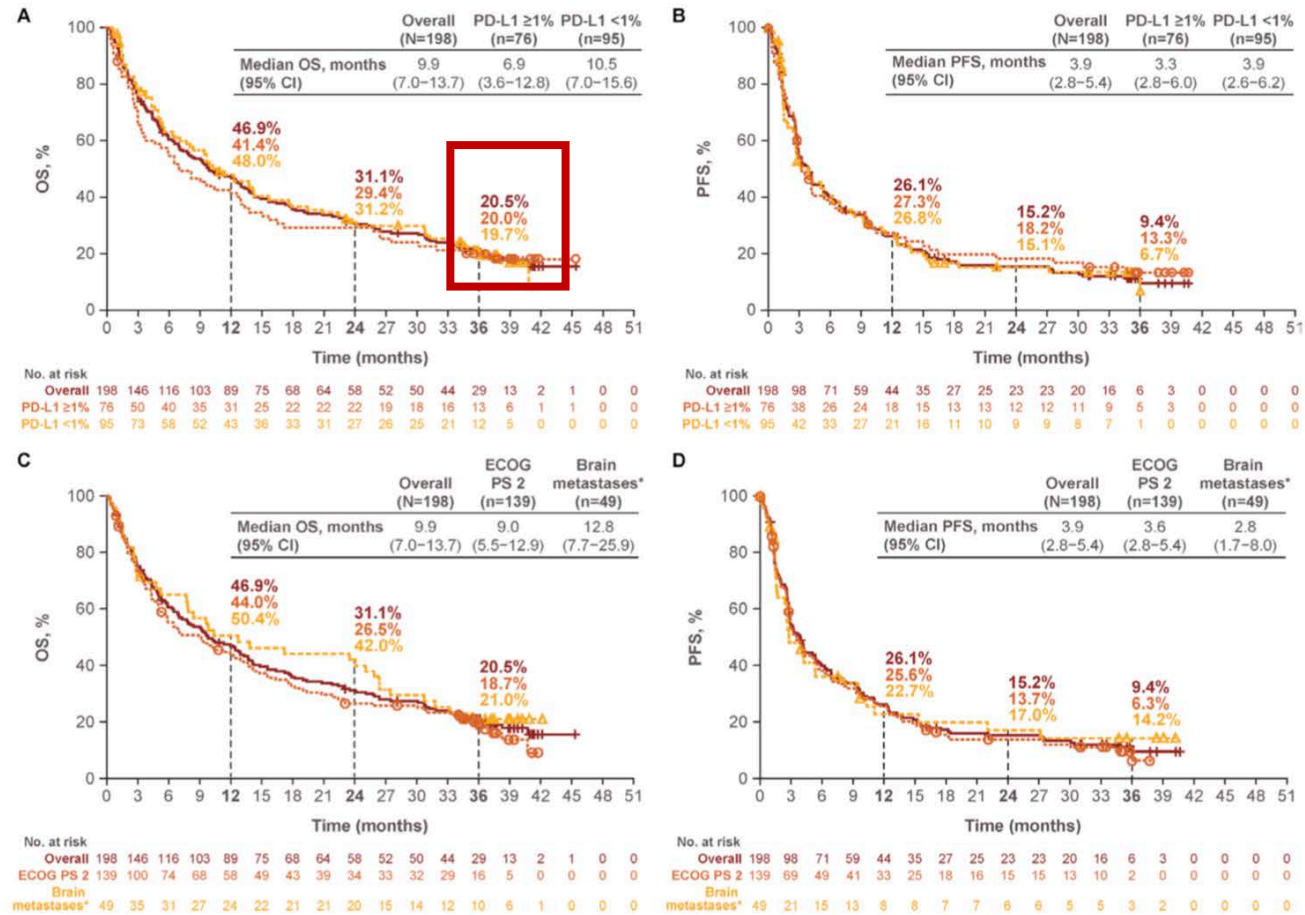 A
Overall PD-L1 ≥1% PD-L1 <1%
(N=198) (n=76) (n=95)
Median OS, months 9.9 6.9 10.5
(95% CI) (7.0–13.7) (3.6–12.8) (7.0–15.6)
100
80
60
40
20
0
OS, %
46.9%
41.4%
48.0%
31.1%
29.4%
31.2%
20.5%
20.0%
19.7%
0 3 6 9 12 15 18 21 24 27 30 33 36 39 42 45 48 51
Time (months)
No. at risk
Overall 198 146 116 103 89 75 68 64 58 52 50 44 29 13 2 1 0 0
PD-L1 ≥1% 76 50 40 35 31 25 22 22 22 19 18 16 13 6 1 1 0 0
PD-L1 <1% 95 73 58 52 43 36 33 31 27 26 25 21 12 5 0 0 0 0
B
Overall PD-L1 ≥1% PD-L1 <1%
(N=198) (n=76) (n=95)
Median PFS, months 3.9 3.3 3.9
(95% CI) (2.8–5.4) (2.8–6.0) (2.6–6.2)
100
80
60
40
20
0
PFS, %
26.1%
27.3%
26.8%
15.2%
18.2%
15.1%
9.4%
13.3%
6.7%
0 3 6 9 12 15 18 21 24 27 30 33 36 39 42 45 48 51
Time (months)
No. at risk
Overall 198 98 71 59 44 35 27 25 23 23 20 16 6 3 0 0 0 0
PD-L1 ≥1% 76 38 26 24 18 15 13 13 12 12 11 9 5 3 0 0 0 0
PD-L1 <1% 95 42 33 27 21 16 11 10 9 9 8 7 1 0 0 0 0 0
C
ECOG Brain
Overall PS 2 metastases*
(N=198) (n=139) (n=49)
Median OS, months 9.9 9.0 12.8
(95% CI) (7.0–13.7) (5.5–12.9) (7.7–25.9)
100
80
60
40
20
0
OS, %
46.9%
44.0%
50.4%
31.1%
26.5%
42.0%
20.5%
18.7%
21.0%
0 3 6 9 12 15 18 21 24 27 30 33 36 39 42 45 48 51
Time (months)
No. at risk
Overall 198 146 116 103 89 75 68 64 58 52 50 44 29 13 2 1 0 0
ECOG PS 2 139 100 74 68 58 49 43 39 34 33 32 29 16 5 0 0 0 0
Brain
metastases* 49 35 31 27 24 22 21 21 20 15 14 12 10 6 1 0 0 0
D
ECOG Brain
Overall PS 2 metastases*
(N=198) (n=139) (n=49)
Median PFS, months 3.9 3.6 2.8
(95% CI) (2.8–5.4) (2.8–5.4) (1.7–8.0)
100
80
60
40
20
0
PFS, %
26.1%
25.6%
22.7%
15.2%
13.7%
17.0%
9.4%
6.3%
14.2%
0 3 6 9 12 15 18 21 24 27 30 33 36 39 42 45 48 51
Time (months)
No. at risk
Overall 198 98 71 59 44 35 27 25 23 23 20 16 6 3 0 0 0 0
ECOG PS 2 139 69 49 41 33 25 18 16 15 15 13 10 2 0 0 0 0 0
Brain
metastases* 49 21 15 13 8 8 7 7 6 6 5 5 3 2 0 0 0 0